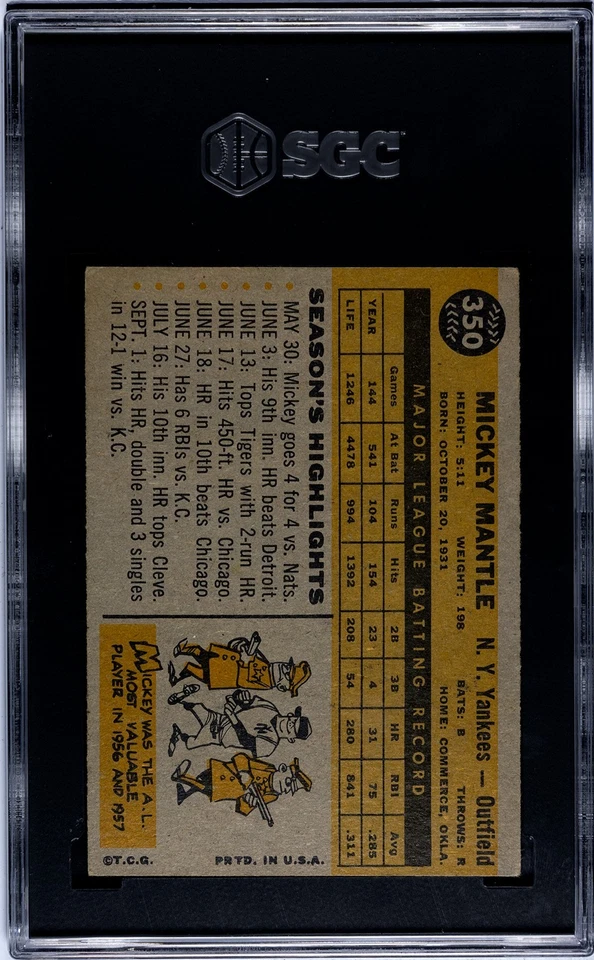 SGC
350
MICKEY MANTLE N. Y. Yankees — Outfield
HEIGHT: 5:11 WEIGHT: 198 BATS: B THROWS: R
BORN: OCTOBER 20, 1931 HOME: COMMERCE, OKLA.
MAJOR LEAGUE BATTING RECORD
Games At Bat Runs Hits 2B 3B HR RBI Avg
YEAR 144 541 104 154 23 4 31 75 .285
LIFE 1246 4478 994 1392 208 54 280 841 .311
SEASON'S HIGHLIGHTS
• MAY 30: Mickey goes 4 for 4 vs. Nats.
• JUNE 3: His 9th inn. HR beats Detroit.
• JUNE 13: Tops Tigers with 2-run HR.
• JUNE 17: Hits 450-ft. HR vs. Chicago.
• JUNE 18: HR in 10th beats Chicago.
• JUNE 27: Has 6 RBIs vs. K.C.
• JULY 16: His 10th inn. HR tops Cleve.
• SEPT. 1: Hits HR, double and 3 singles
in 12-1 win vs. K.C.
MICKEY WAS THE A.L.
MOST VALUABLE
PLAYER IN 1956 AND 1957
©T.C.G. PRTD. IN U.S.A.